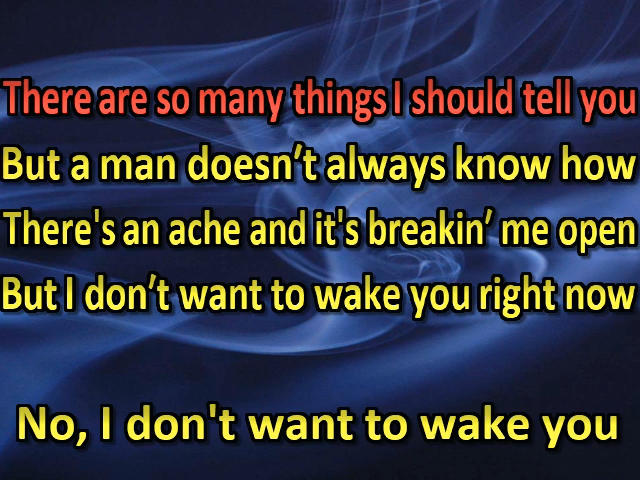 There are so many things I should tell you
But a man doesn’t always know how
There's an ache and it's breakin’ me open
But I don’t want to wake you right now
No, I don't want to wake you